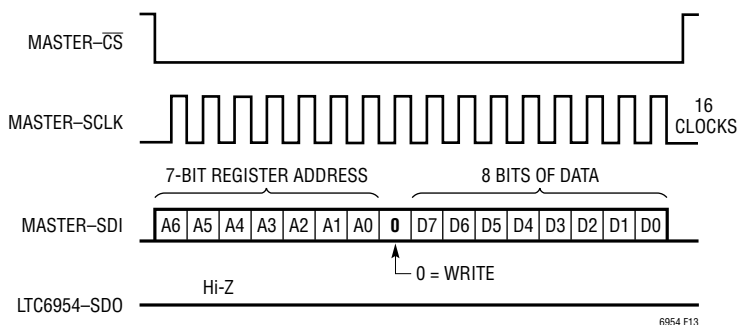 MASTER–C̅S̅
MASTER–SCLK
16
CLOCKS
7-BIT REGISTER ADDRESS
8 BITS OF DATA
MASTER–SDI
A6 A5 A4 A3 A2 A1 A0 0 D7 D6 D5 D4 D3 D2 D1 D0
0 = WRITE
Hi-Z
LTC6954–SDO
6954 F13